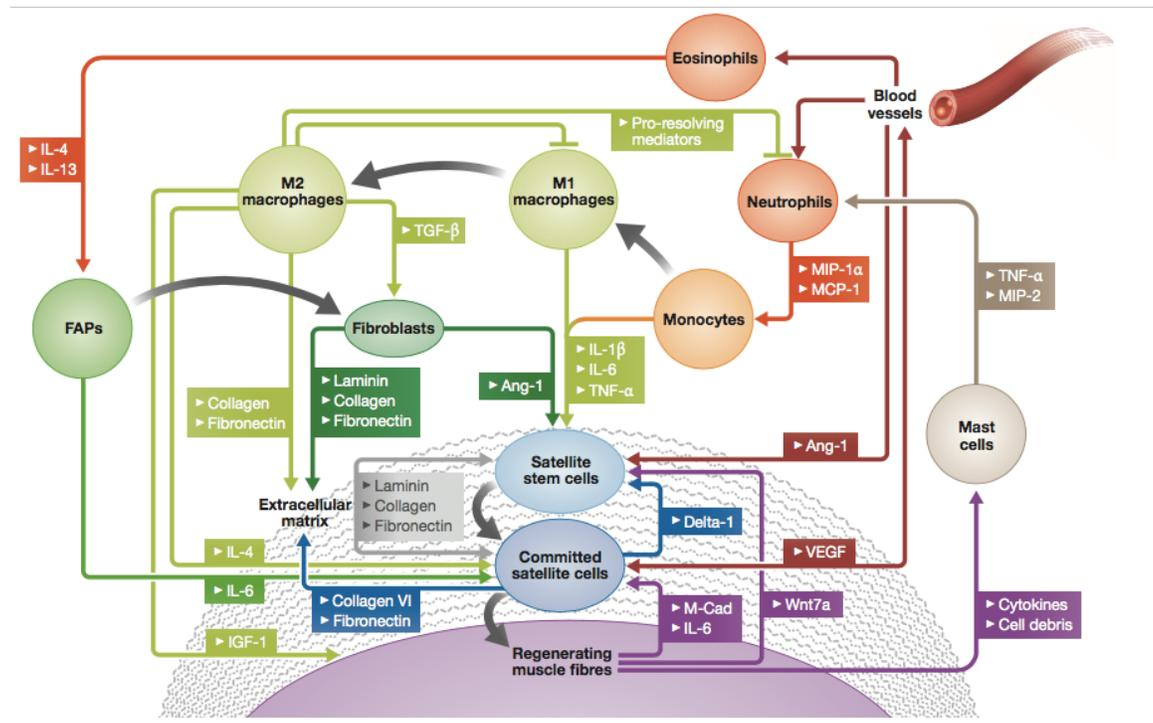 Eosinophils
Blood
vessels
▸ Pro-resolving
mediators
▸ IL-4
▸ IL-13
M2
macrophages
M1
macrophages
Neutrophils
▸ TGF-β
▸ MIP-1α
▸ MCP-1
▸ TNF-α
▸ MIP-2
FAPs
Fibroblasts
Monocytes
▸ IL-1β
▸ IL-6
▸ TNF-α
▸ Laminin
▸ Collagen
▸ Fibronectin
▸ Ang-1
▸ Collagen
▸ Fibronectin
Mast
cells
▸ Ang-1
Satellite
stem cells
▸ Laminin
▸ Collagen
▸ Fibronectin
Extracellular
matrix
▸ Delta-1
▸ IL-4
▸ VEGF
Committed
satellite cells
▸ IL-6
▸ Collagen VI
▸ Fibronectin
▸ M-Cad
▸ IL-6
▸ Wnt7a
▸ Cytokines
▸ Cell debris
▸ IGF-1
Regenerating
muscle fibres